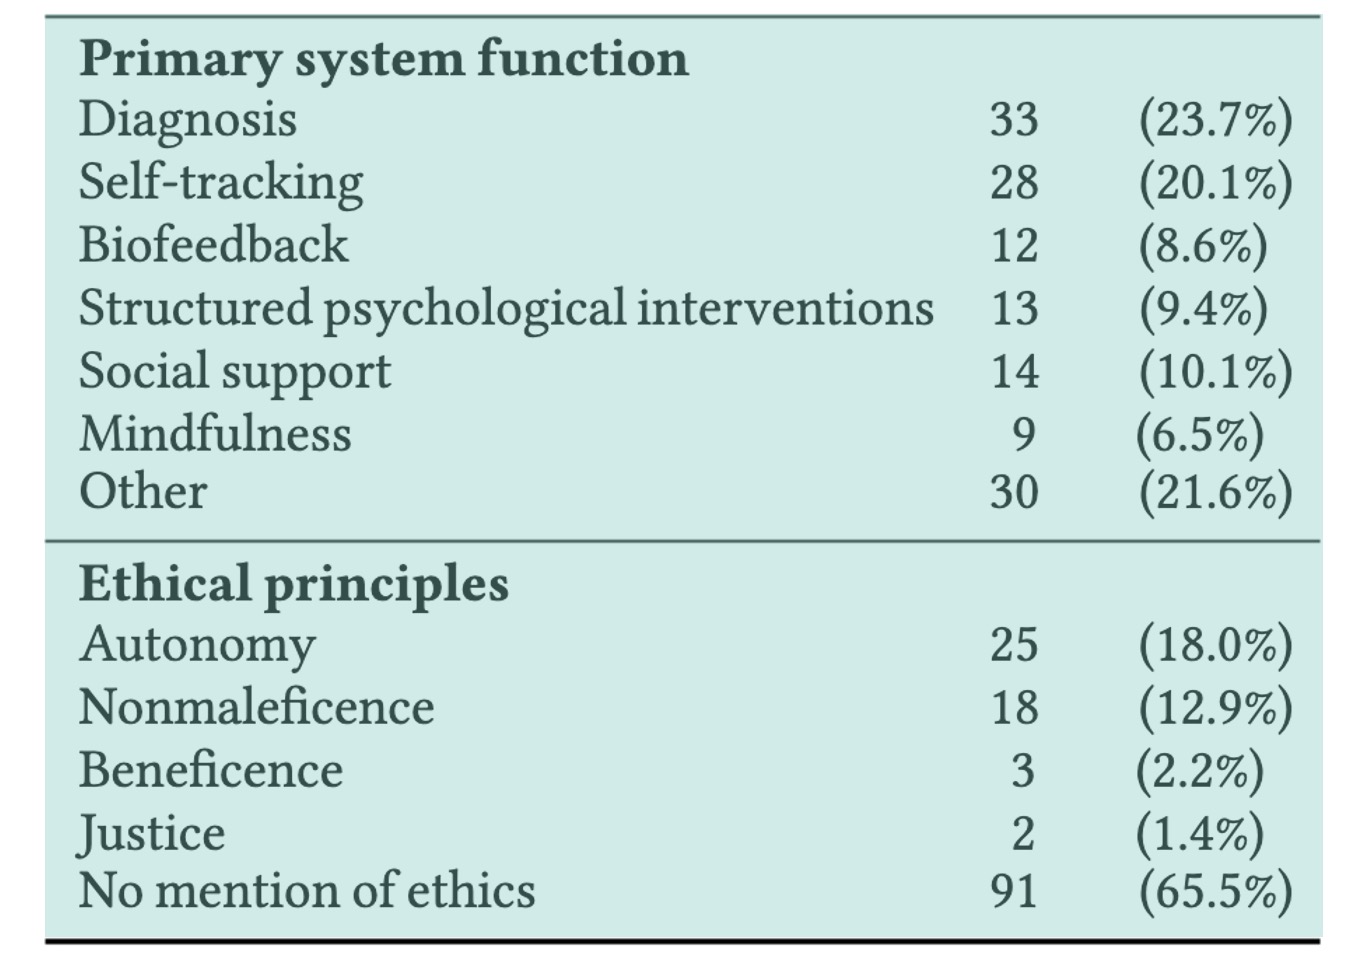 Primary system function
Diagnosis 33 (23.7%)
Self-tracking 28 (20.1%)
Biofeedback 12 (8.6%)
Structured psychological interventions 13 (9.4%)
Social support 14 (10.1%)
Mindfulness 9 (6.5%)
Other 30 (21.6%)
Ethical principles
Autonomy 25 (18.0%)
Nonmaleficence 18 (12.9%)
Beneficence 3 (2.2%)
Justice 2 (1.4%)
No mention of ethics 91 (65.5%)